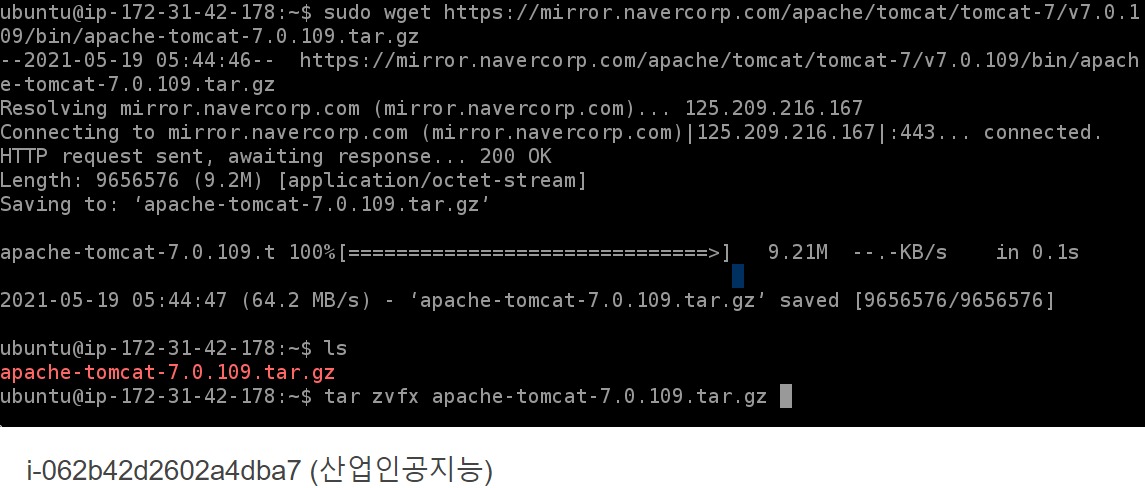 ubuntu@ip-172-31-42-178:~$ sudo wget https://mirror.navercorp.com/apache/tomcat/tomcat-7/v7.0.1
09/bin/apache-tomcat-7.0.109.tar.gz
--2021-05-19 05:44:46--  https://mirror.navercorp.com/apache/tomcat/tomcat-7/v7.0.109/bin/apach
e-tomcat-7.0.109.tar.gz
Resolving mirror.navercorp.com (mirror.navercorp.com)... 125.209.216.167
Connecting to mirror.navercorp.com (mirror.navercorp.com)|125.209.216.167|:443... connected.
HTTP request sent, awaiting response... 200 OK
Length: 9656576 (9.2M) [application/octet-stream]
Saving to: ‘apache-tomcat-7.0.109.tar.gz’
apache-tomcat-7.0.109.t 100%[==============================>]   9.21M  --.-KB/s    in 0.1s
2021-05-19 05:44:47 (64.2 MB/s) - ‘apache-tomcat-7.0.109.tar.gz’ saved [9656576/9656576]
ubuntu@ip-172-31-42-178:~$ ls
apache-tomcat-7.0.109.tar.gz
ubuntu@ip-172-31-42-178:~$ tar zvfx apache-tomcat-7.0.109.tar.gz
i-062b42d2602a4dba7 (산업인공지능)